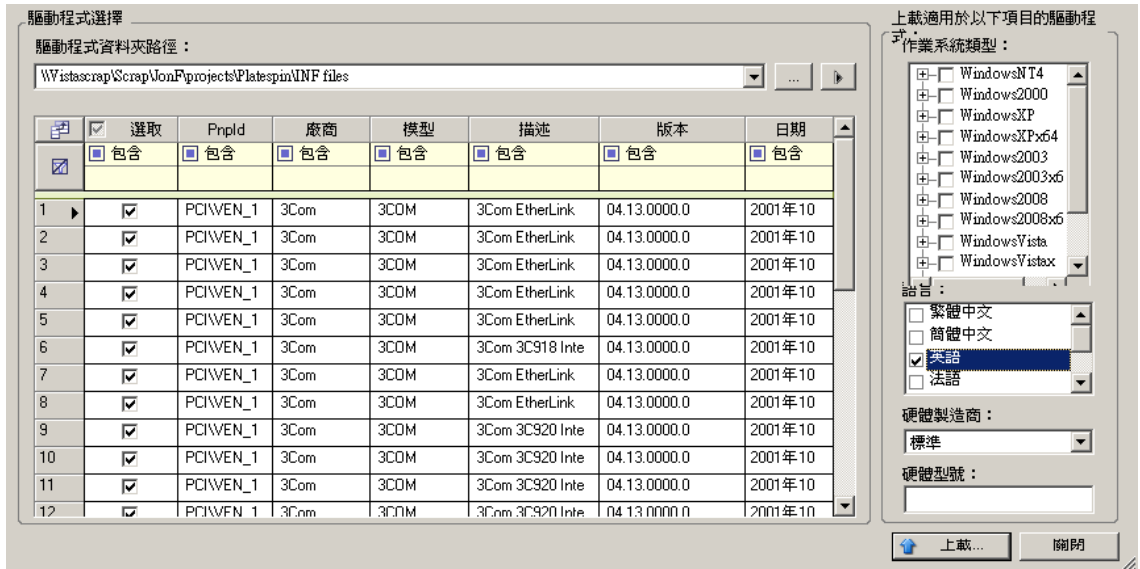 驅動程式選擇
驅動程式資料夾路徑：
\\Vistascrap\Scrap\JonF\projects\Platespin\INF files
...
選取 PnpId 廠商 模型 描述 版本 日期
包含 包含 包含 包含 包含 包含
1 PCI\VEN_1 3Com 3COM 3Com EtherLink 04.13.0000.0 2001年10
2 PCI\VEN_1 3Com 3COM 3Com EtherLink 04.13.0000.0 2001年10
3 PCI\VEN_1 3Com 3COM 3Com EtherLink 04.13.0000.0 2001年10
4 PCI\VEN_1 3Com 3COM 3Com EtherLink 04.13.0000.0 2001年10
5 PCI\VEN_1 3Com 3COM 3Com EtherLink 04.13.0000.0 2001年10
6 PCI\VEN_1 3Com 3COM 3Com 3C918 Inte 04.13.0000.0 2001年10
7 PCI\VEN_1 3Com 3COM 3Com EtherLink 04.13.0000.0 2001年10
8 PCI\VEN_1 3Com 3COM 3Com EtherLink 04.13.0000.0 2001年10
9 PCI\VEN_1 3Com 3COM 3Com 3C920 Inte 04.13.0000.0 2001年10
10 PCI\VEN_1 3Com 3COM 3Com 3C920 Inte 04.13.0000.0 2001年10
11 PCI\VEN_1 3Com 3COM 3Com 3C920 Inte 04.13.0000.0 2001年10
12 PCI\VEN_1 3Com 3COM 3Com 3C920 Inte 04.13.0000.0 2001年10
上載適用於以下項目的驅動程
式：
作業系統類型：
WindowsNT4
Windows2000
WindowsXP
WindowsXPx64
Windows2003
Windows2003x6
Windows2008
Windows2008x6
WindowsVista
WindowsVistax
語言：
繁體中文
簡體中文
英語
法語
硬體製造商：
標準
硬體型號：
上載...
關閉